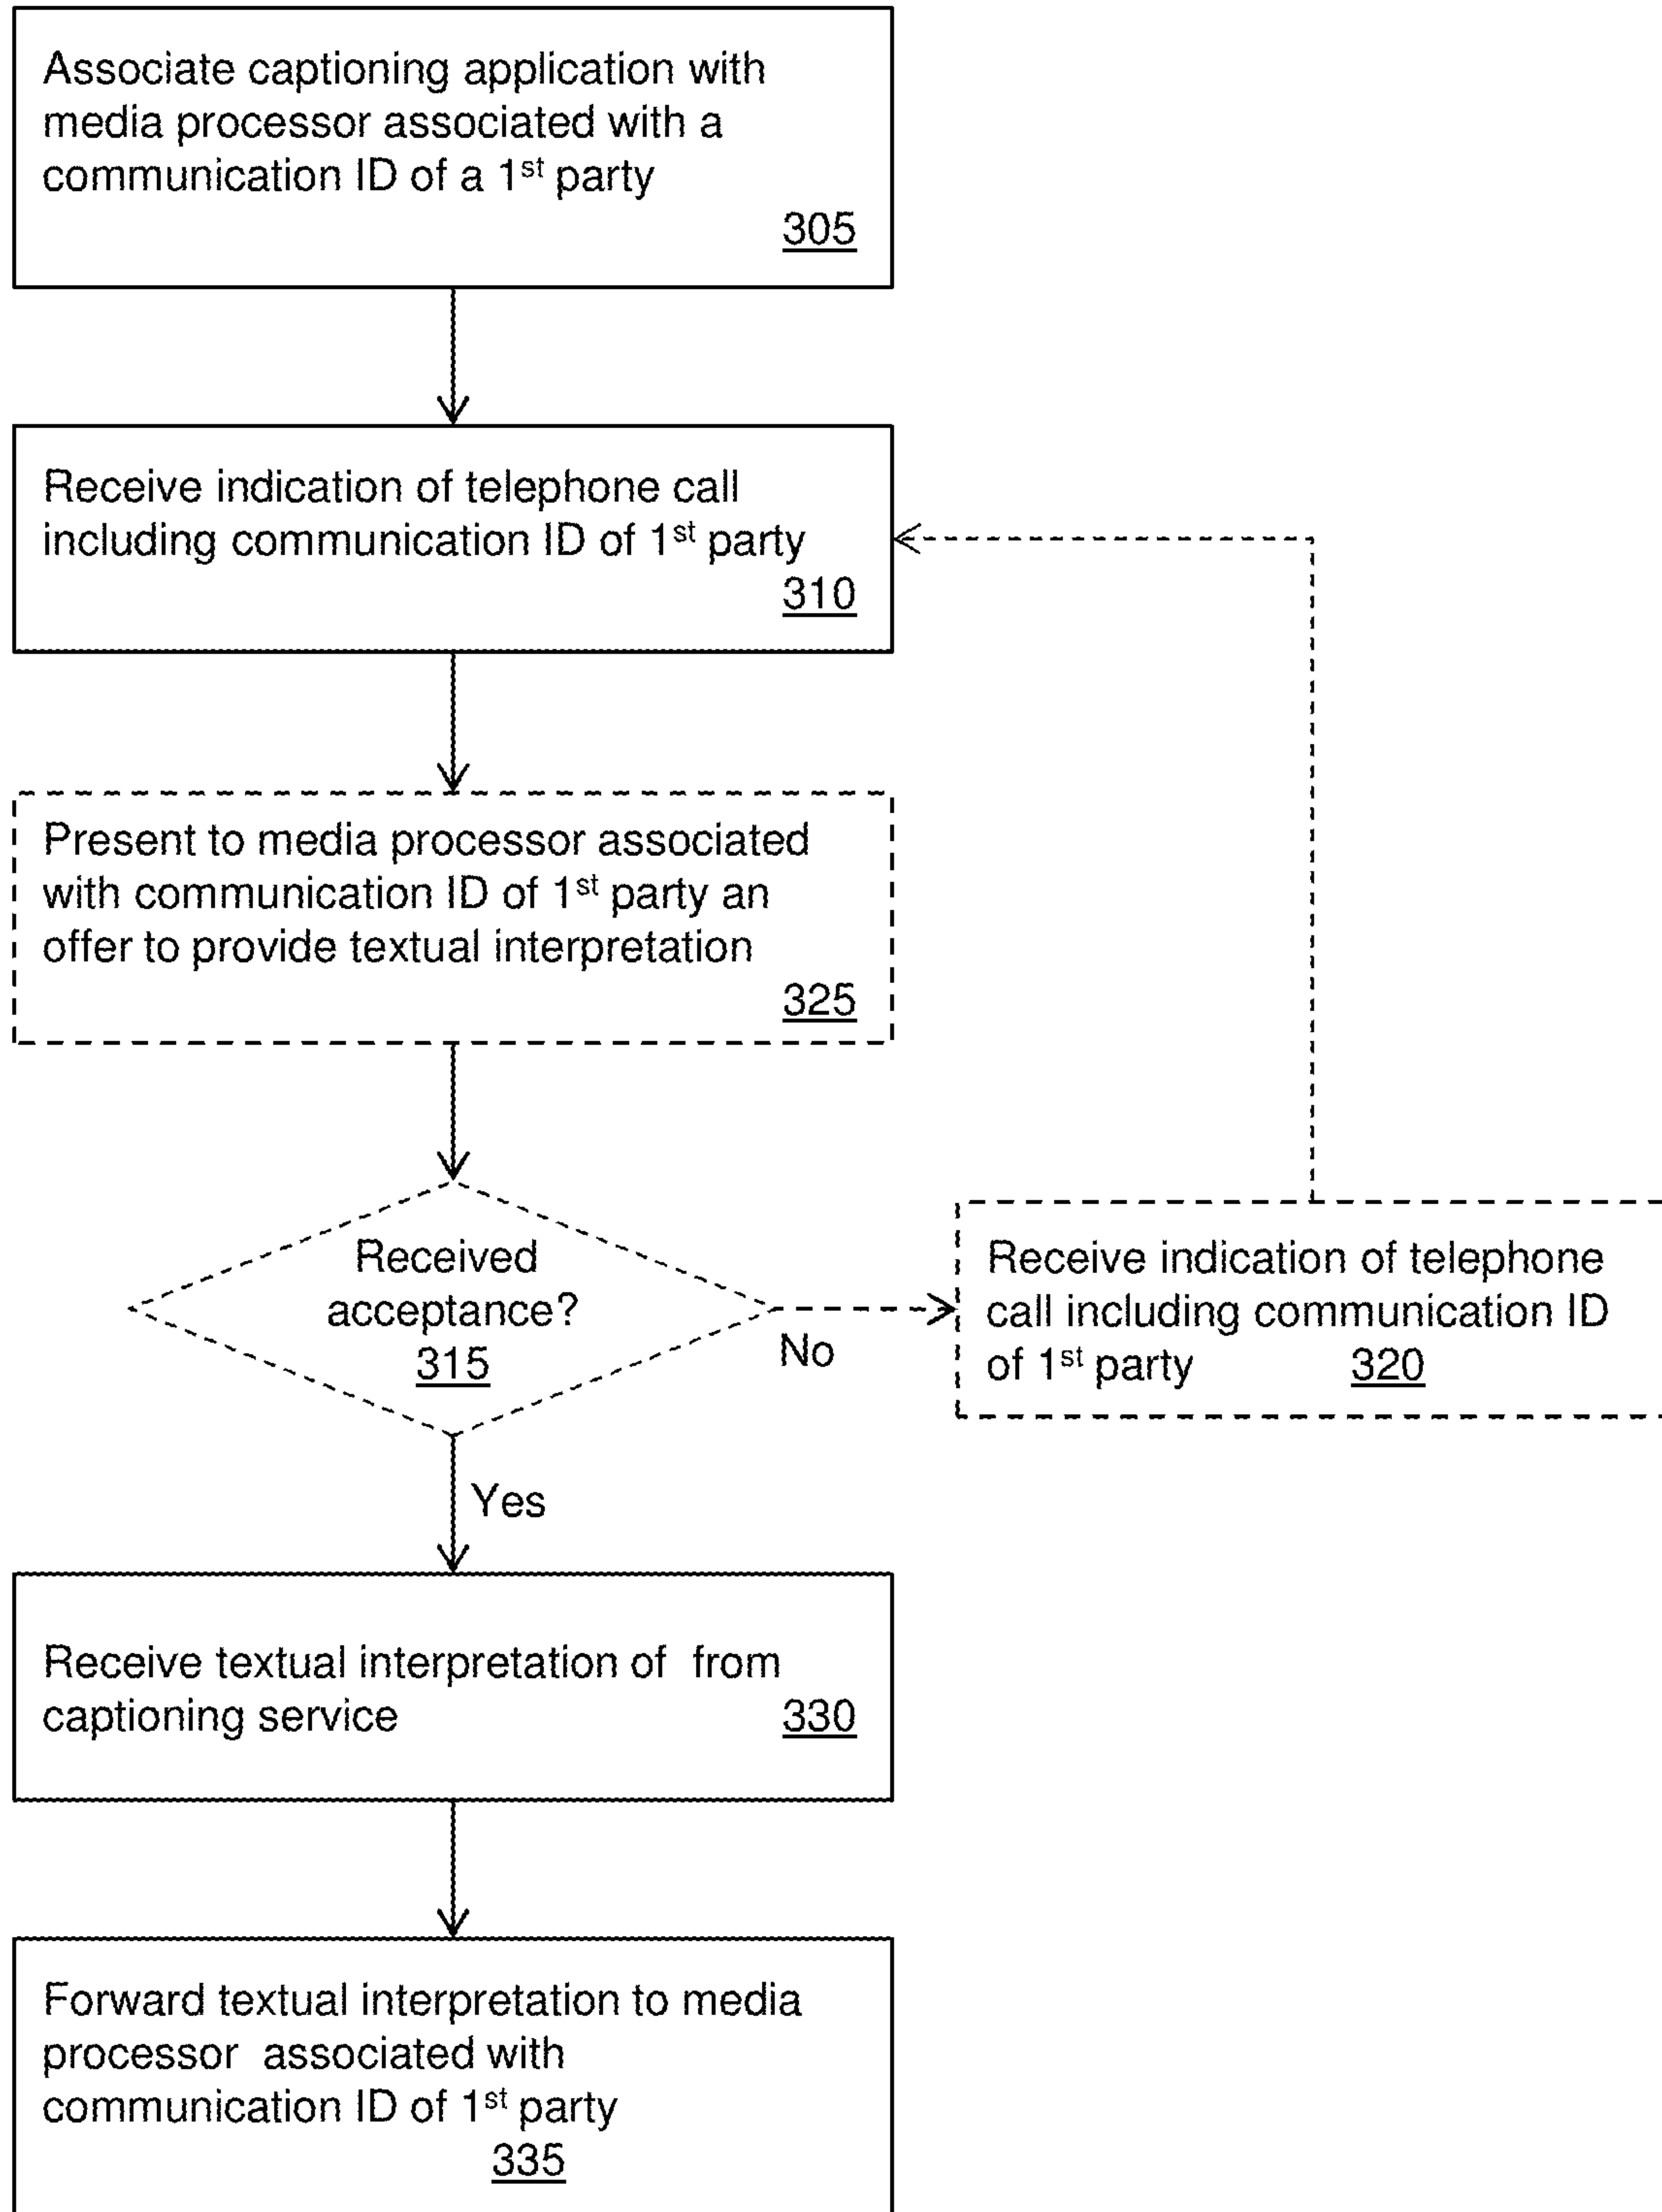 Associate captioning application with
media processor associated with a
communication ID of a 1st party
305
Receive indication of telephone call
including communication ID of 1st party
310
Present to media processor associated
with communication ID of 1st party an
offer to provide textual interpretation
325
Received
acceptance?
315
No
Receive indication of telephone
call including communication ID
of 1st party 320
Yes
Receive textual interpretation of from
captioning service 330
Forward textual interpretation to media
processor associated with
communication ID of 1st party
335